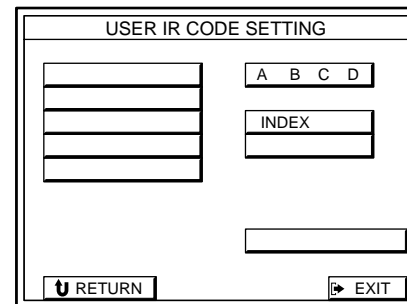 USER IR CODE SETTING
A B C D
INDEX
RETURN
EXIT